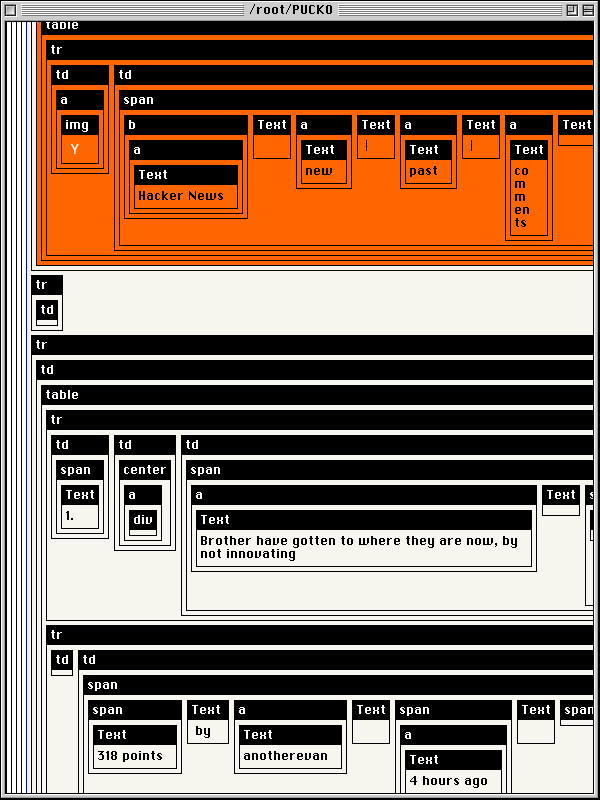 /root/PUCKO
table
tr
td td
a span
img b Text a Text a Text a Text
Y a Text | Text | Text
Text new past co
Hacker News m
m
en
ts
tr
td
tr
td
table
tr
td td td
span center span
Text a a Text s
1. div Text
Brother have gotten to where they are now, by
not innovating
tr
td td
span
span Text a Text span Text span
Text by Text a
318 points anotherevan Text
4 hours ago